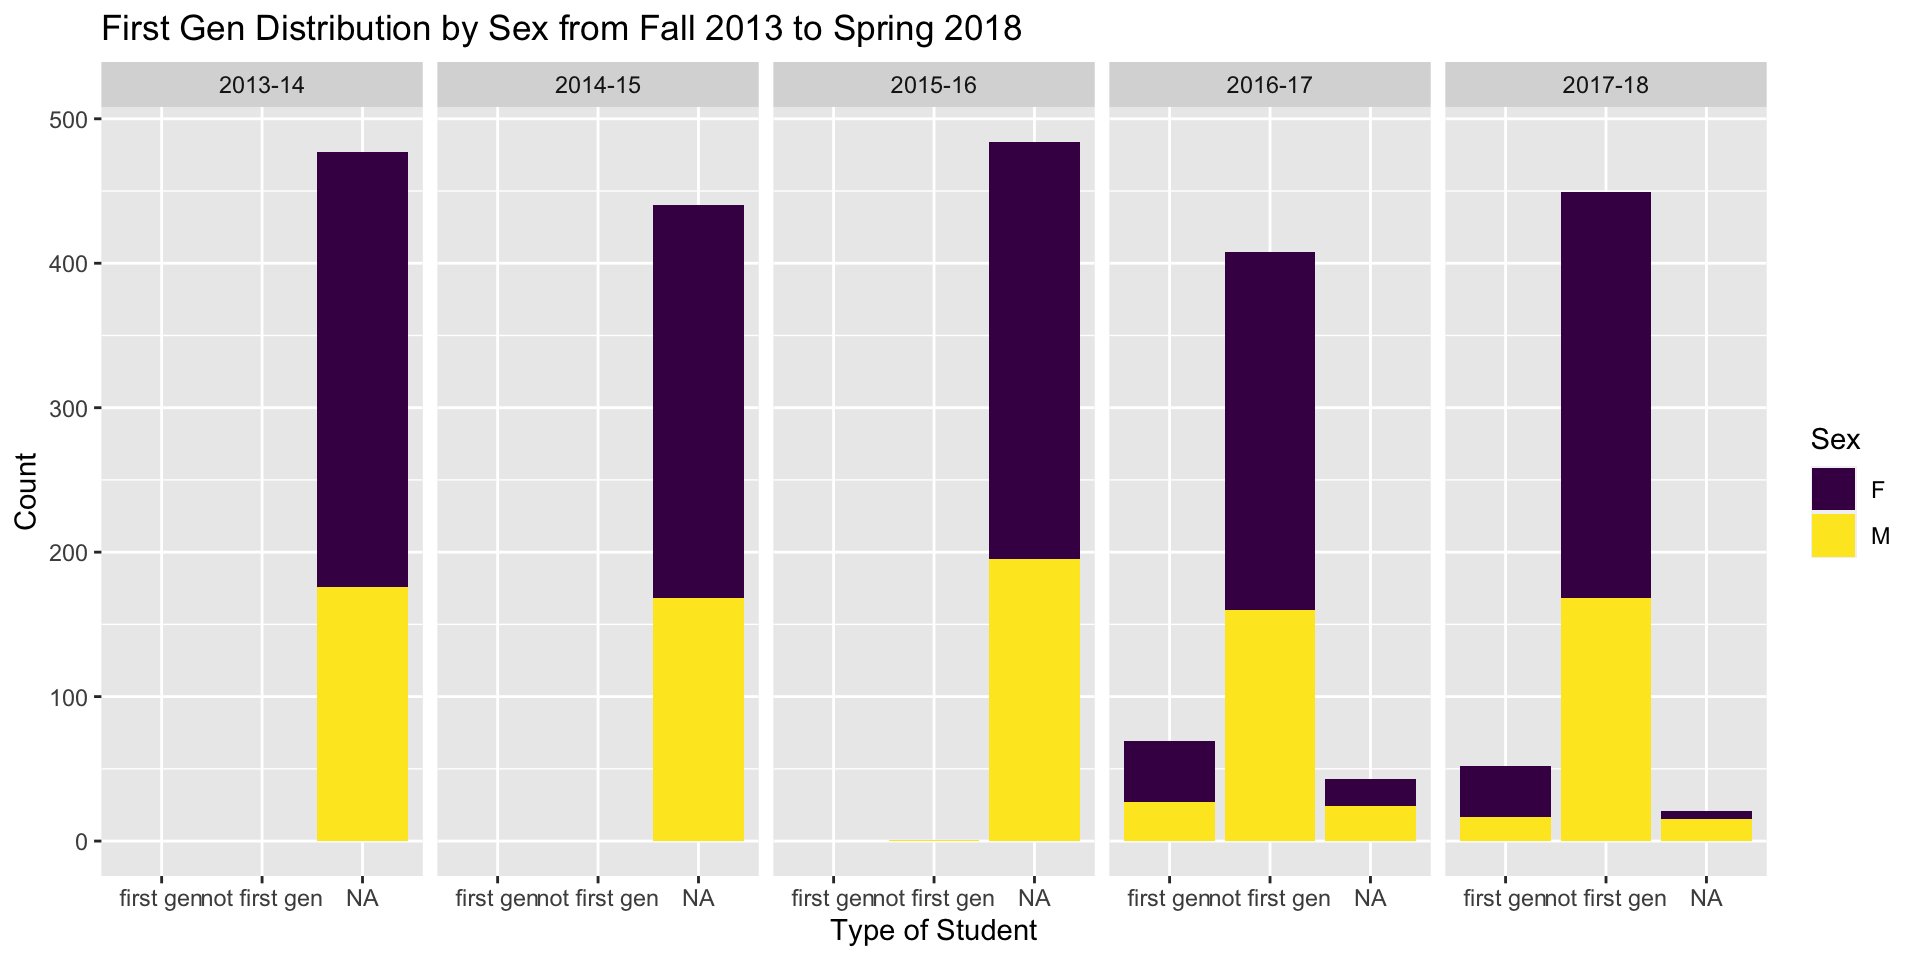 First Gen Distribution by Sex from Fall 2013 to Spring 2018
2013-14 2014-15 2015-16 2016-17 2017-18
500
400
300
200
100
0
Count
first gen not first gen NA first gen not first gen NA first gen not first gen NA first gen not first gen NA first gen not first gen NA
Type of Student
Sex
F
M